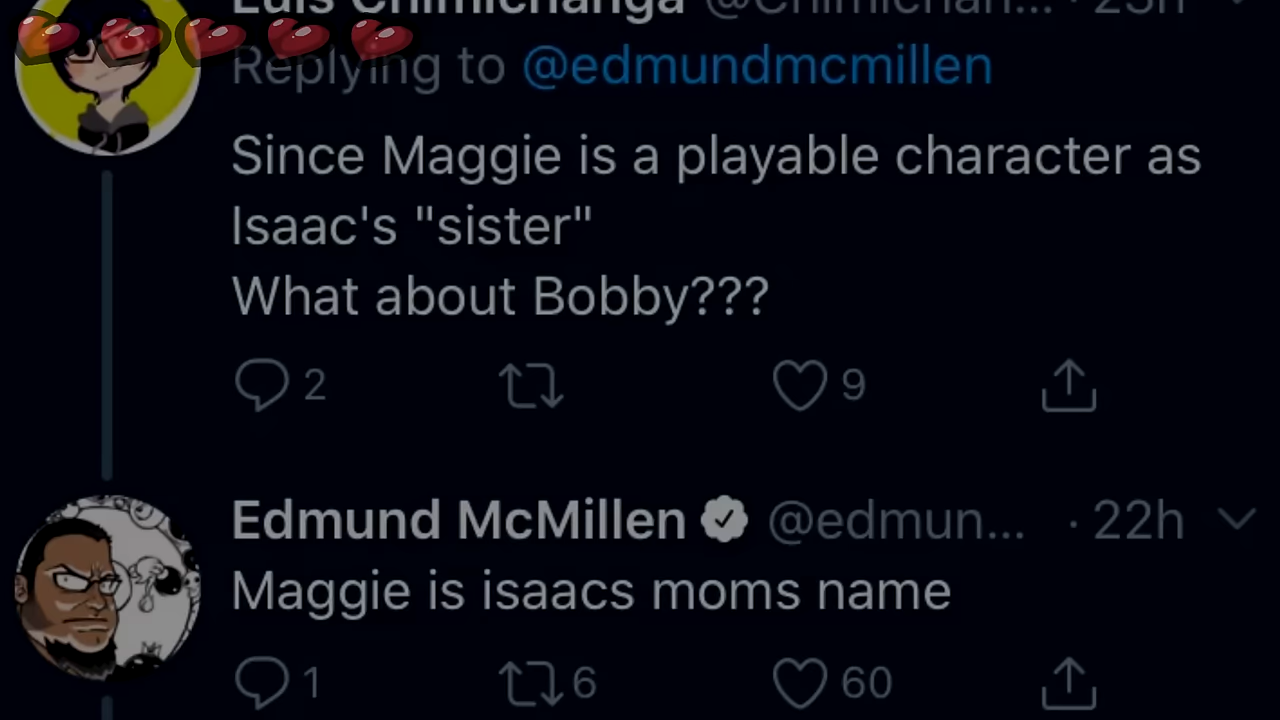 Luis Chimichanga @Chimichan... · 23h
Replying to @edmundmcmillen
Since Maggie is a playable character as
Isaac's "sister"
What about Bobby???
2 9
Edmund McMillen @edmun... · 22h
Maggie is isaacs moms name
1 6 60